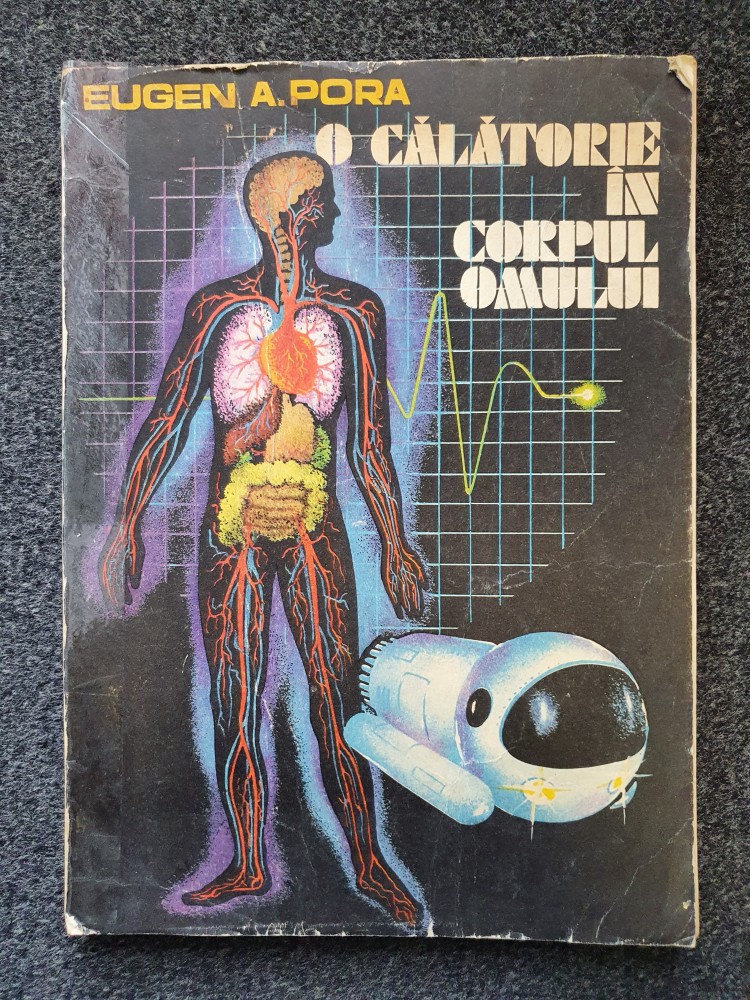 EUGEN A. PORA
O CĂLĂTORIE
ÎN
CORPUL
OMULUI